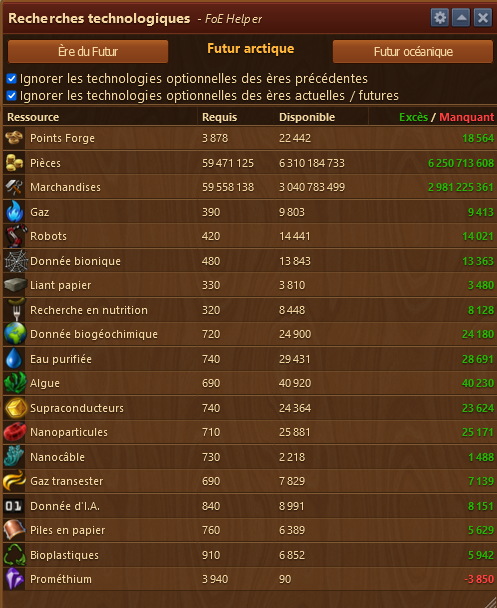 Recherches technologiques - FoE Helper
Ère du Futur Futur arctique Futur océanique
Ignorer les technologies optionnelles des ères précédentes
Ignorer les technologies optionnelles des ères actuelles / futures
Ressource Requis Disponible Excès / Manquant
Points Forge 3 878 22 442 18 564
Pièces 59 471 125 6 310 184 733 6 250 713 608
Marchandises 59 558 138 3 040 783 499 2 981 225 361
Gaz 390 9 803 9 413
Robots 420 14 441 14 021
Donnée bionique 480 13 843 13 363
Liant papier 330 3 810 3 480
Recherche en nutrition 320 8 448 8 128
Donnée biogéochimique 720 24 900 24 180
Eau purifiée 740 29 431 28 691
Algue 690 40 920 40 230
Supraconducteurs 740 24 364 23 624
Nanoparticules 710 25 881 25 171
Nanocâble 730 2 218 1 488
Gaz transester 690 7 829 7 139
Donnée d'I.A. 840 8 991 8 151
Piles en papier 760 6 389 5 629
Bioplastiques 910 6 852 5 942
Prométhium 3 940 90 -3 850